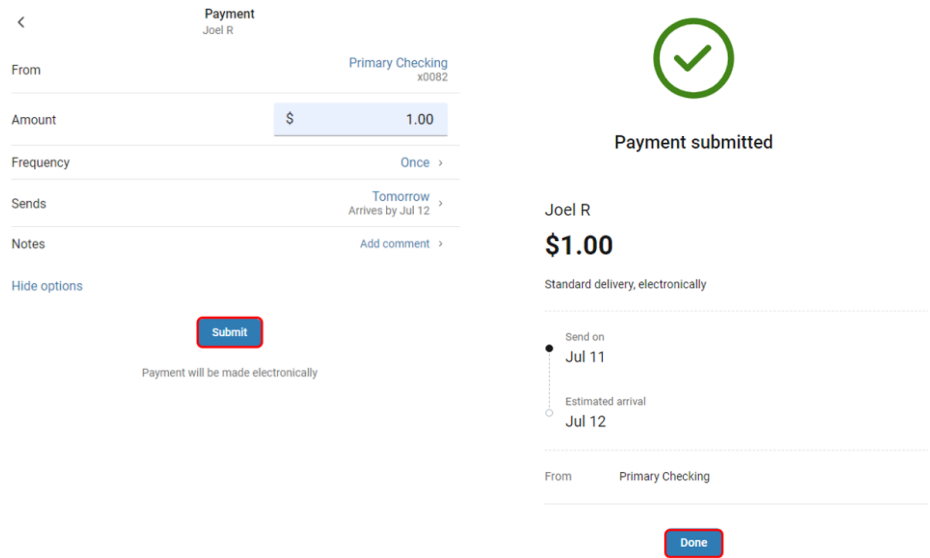 Payment
Joel R
From
Primary Checking
x0082
Amount
$ 1.00
Frequency
Once
Sends
Tomorrow
Arrives by Jul 12
Notes
Add comment
Hide options
Submit
Payment will be made electronically
Payment submitted
Joel R
$1.00
Standard delivery, electronically
Send on
Jul 11
Estimated arrival
Jul 12
From Primary Checking
Done